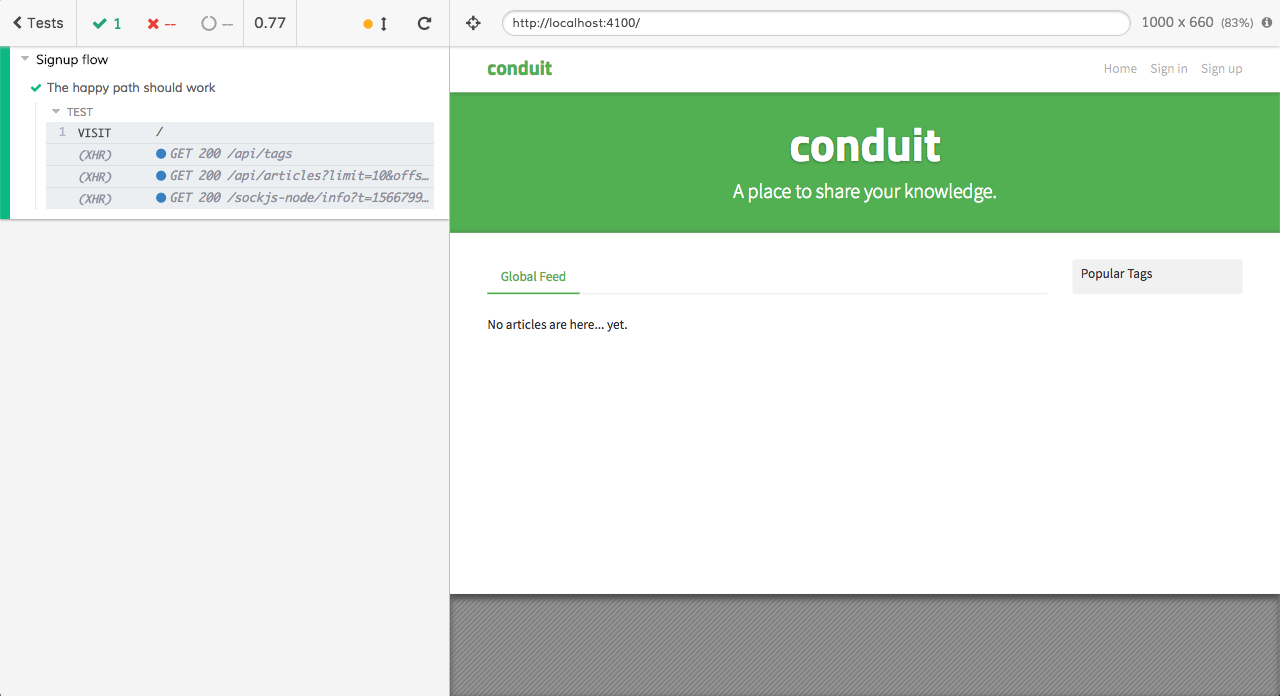 Tests 1 -- -- 0.77
http://localhost:4100/ 1000 x 660 (83%)
Signup flow
The happy path should work
TEST
1 VISIT /
(XHR) GET 200 /api/tags
(XHR) GET 200 /api/articles?limit=10&offs…
(XHR) GET 200 /sockjs-node/info?t=1566799…
conduit Home Sign in Sign up
conduit
A place to share your knowledge.
Global Feed
Popular Tags
No articles are here... yet.